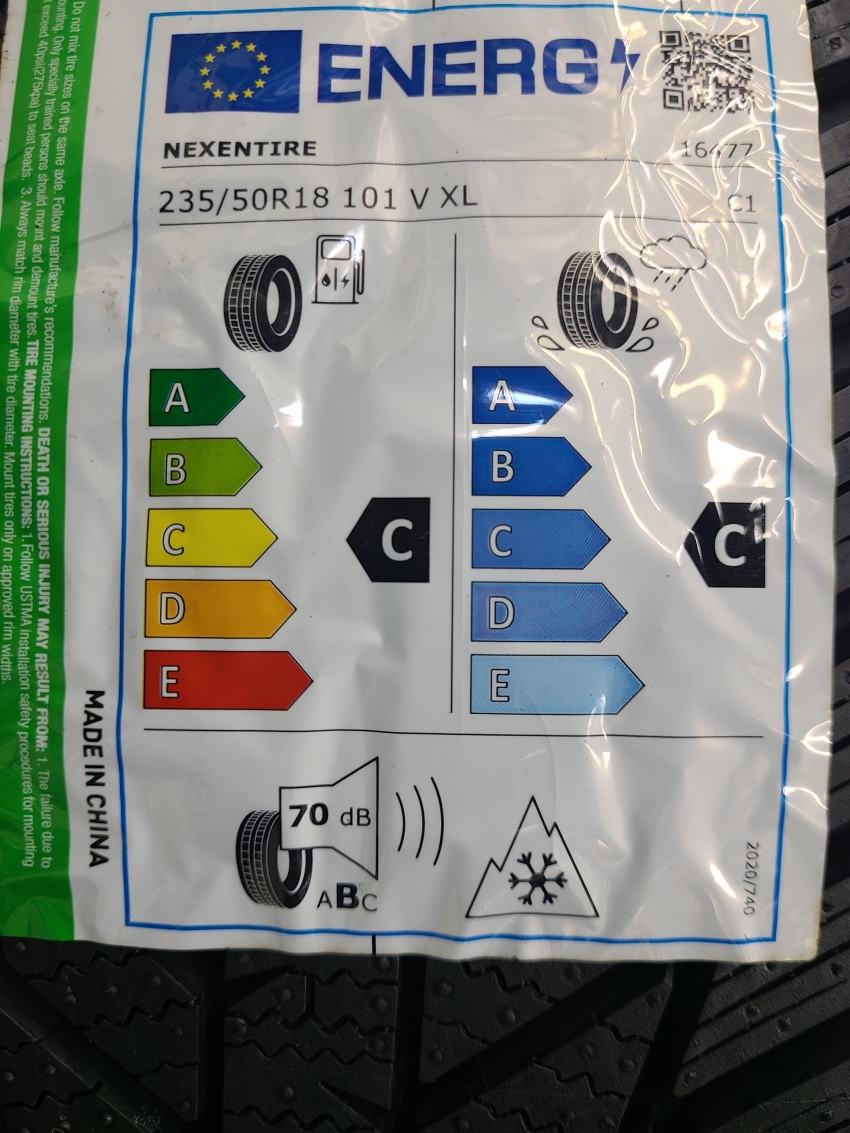 ENERG
NEXENTIRE 16477
235/50R18 101 V XL C1
A
B
C
D
E
C
A
B
C
D
E
C
70 dB
ABC
2020/740
MADE IN CHINA
Do not mix tire sizes on the same axle. Follow manufacture's recommendations. DEATH OR SERIOUS INJURY MAY RESULT FROM: 1. The failure due to
Only specially trained persons should mount and demount tires. TIRE MOUNTING INSTRUCTIONS: 1. Follow USTMA installation safety procedures for mounting
exceed 40psi(275kpa) to seat beads. 3. Always match rim diameter with tire diameter. Mount tires only on approved rim widths.